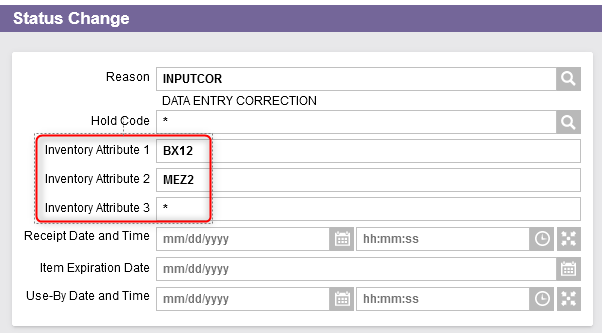 Status Change
Reason INPUTCOR
DATA ENTRY CORRECTION
Hold Code *
Inventory Attribute 1 BX12
Inventory Attribute 2 MEZ2
Inventory Attribute 3 *
Receipt Date and Time mm/dd/yyyy hh:mm:ss
Item Expiration Date mm/dd/yyyy
Use-By Date and Time mm/dd/yyyy hh:mm:ss